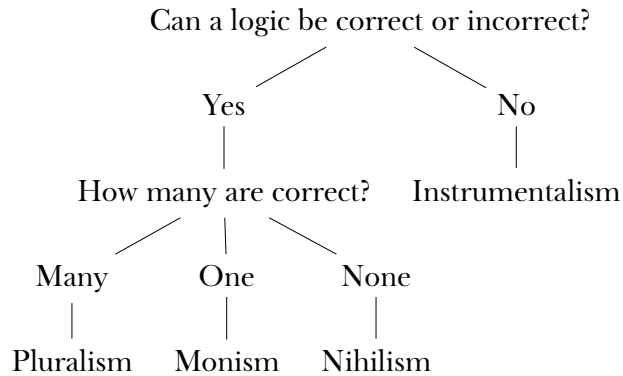 Can a logic be correct or incorrect?
Yes No
How many are correct? Instrumentalism
Many One None
Pluralism Monism Nihilism